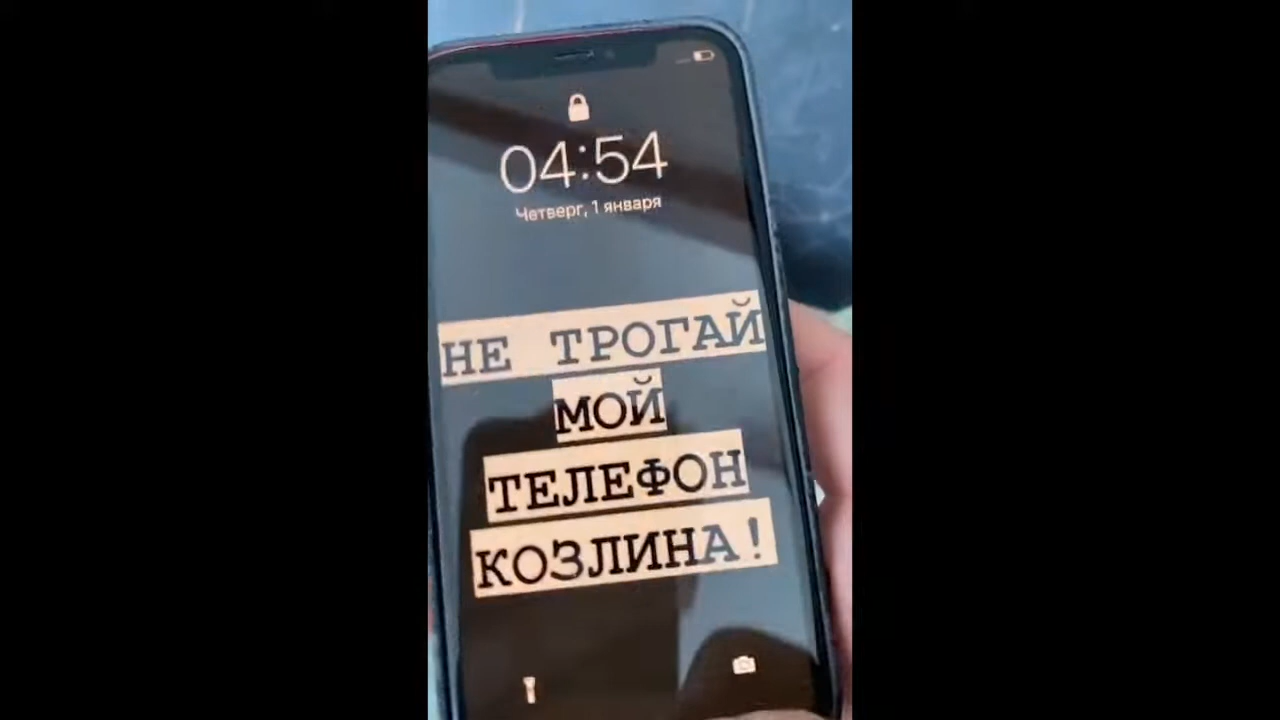 04:54
Четверг, 1 января
НЕ ТРОГАЙ
МОЙ
ТЕЛЕФОН
КОЗЛИНА!